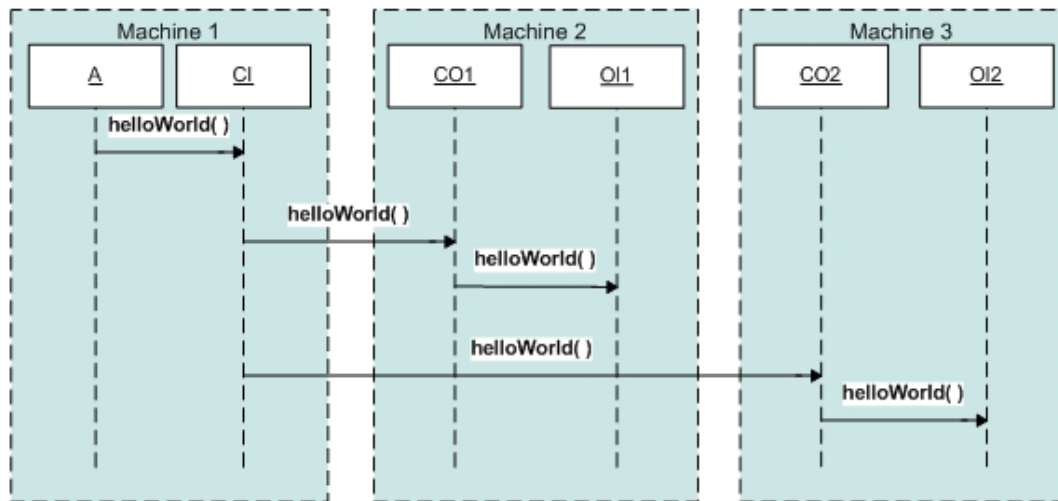 Machine 1
Machine 2
Machine 3
A
CI
CO1
OI1
CO2
OI2
helloWorld( )
helloWorld( )
helloWorld( )
helloWorld( )
helloWorld( )